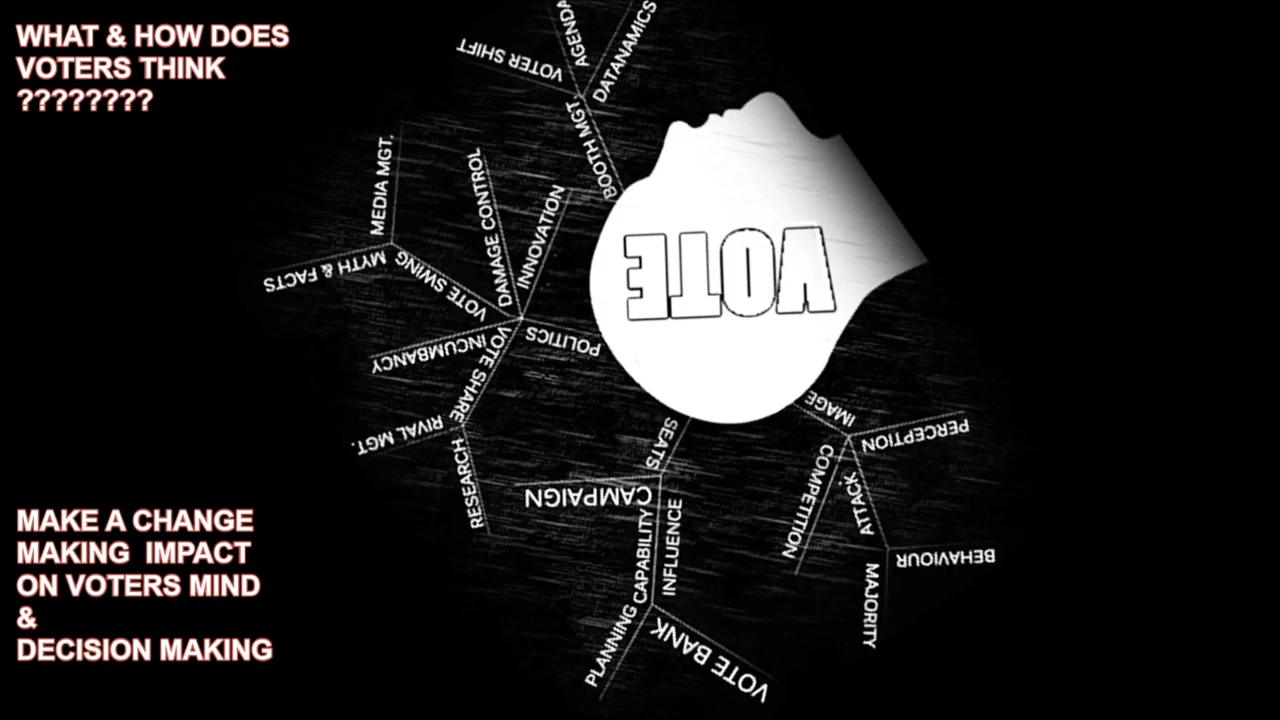 WHAT & HOW DOES
VOTERS THINK
????????
AGENDA
DATANAMICS
VOTER SHIFT
BOOTH MGT.
MEDIA MGT.
DAMAGE CONTROL
INNOVATION
MYTH & FACTS
VOTE SWING
VOTE
POLITICS
INCUMBANCY
VOTE SHARE
RIVAL MGT.
RESEARCH
SEATS
CAMPAIGN
IMAGE
PERCEPTION
COMPETITION
ATTACK
BEHAVIOUR
MAJORITY
CAPABILITY
INFLUENCE
PLANNING
VOTE BANK
MAKE A CHANGE
MAKING  IMPACT
ON VOTERS MIND
&
DECISION MAKING